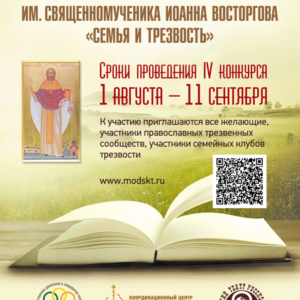 ИМ. СВЯЩЕННОМУЧЕНИКА ИОАННА ВОСТОРГОВА
«СЕМЬЯ И ТРЕЗВОСТЬ»
СРОКИ ПРОВЕДЕНИЯ IV КОНКУРСА
1 АВГУСТА – 11 СЕНТЯБРЯ
К участию приглашаются все желающие,
участники православных трезвенных
сообществ, участники семейных клубов
трезвости
www.modskt.ru
КООРДИНАЦИОННЫЙ ЦЕНТР